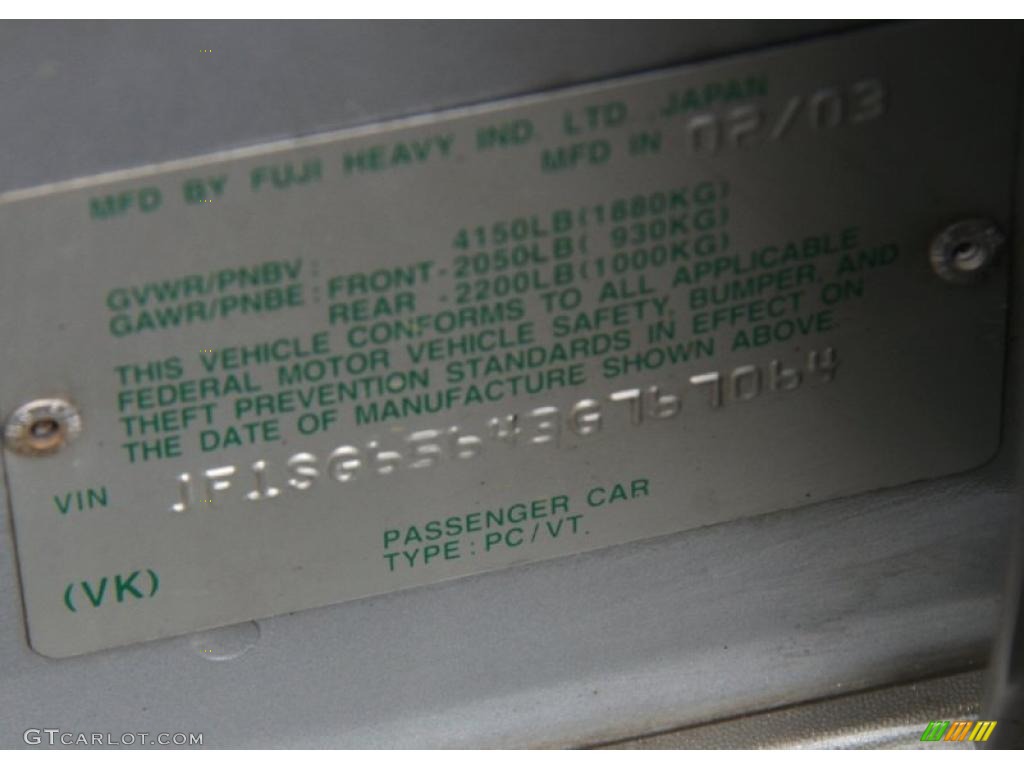 MFD BY FUJI HEAVY IND. LTD. JAPAN
MFD IN 02/03
GVWR/PNBV : 4150LB(1880KG)
GAWR/PNBE : FRONT-2050LB( 930KG)
REAR -2200LB(1000KG)
THIS VEHICLE CONFORMS TO ALL APPLICABLE
FEDERAL MOTOR VEHICLE SAFETY, BUMPER, AND
THEFT PREVENTION STANDARDS IN EFFECT ON
THE DATE OF MANUFACTURE SHOWN ABOVE.
VIN JF1SG65643G767064
PASSENGER CAR
TYPE : PC/VT.
(VK)
GTCARLOT.COM